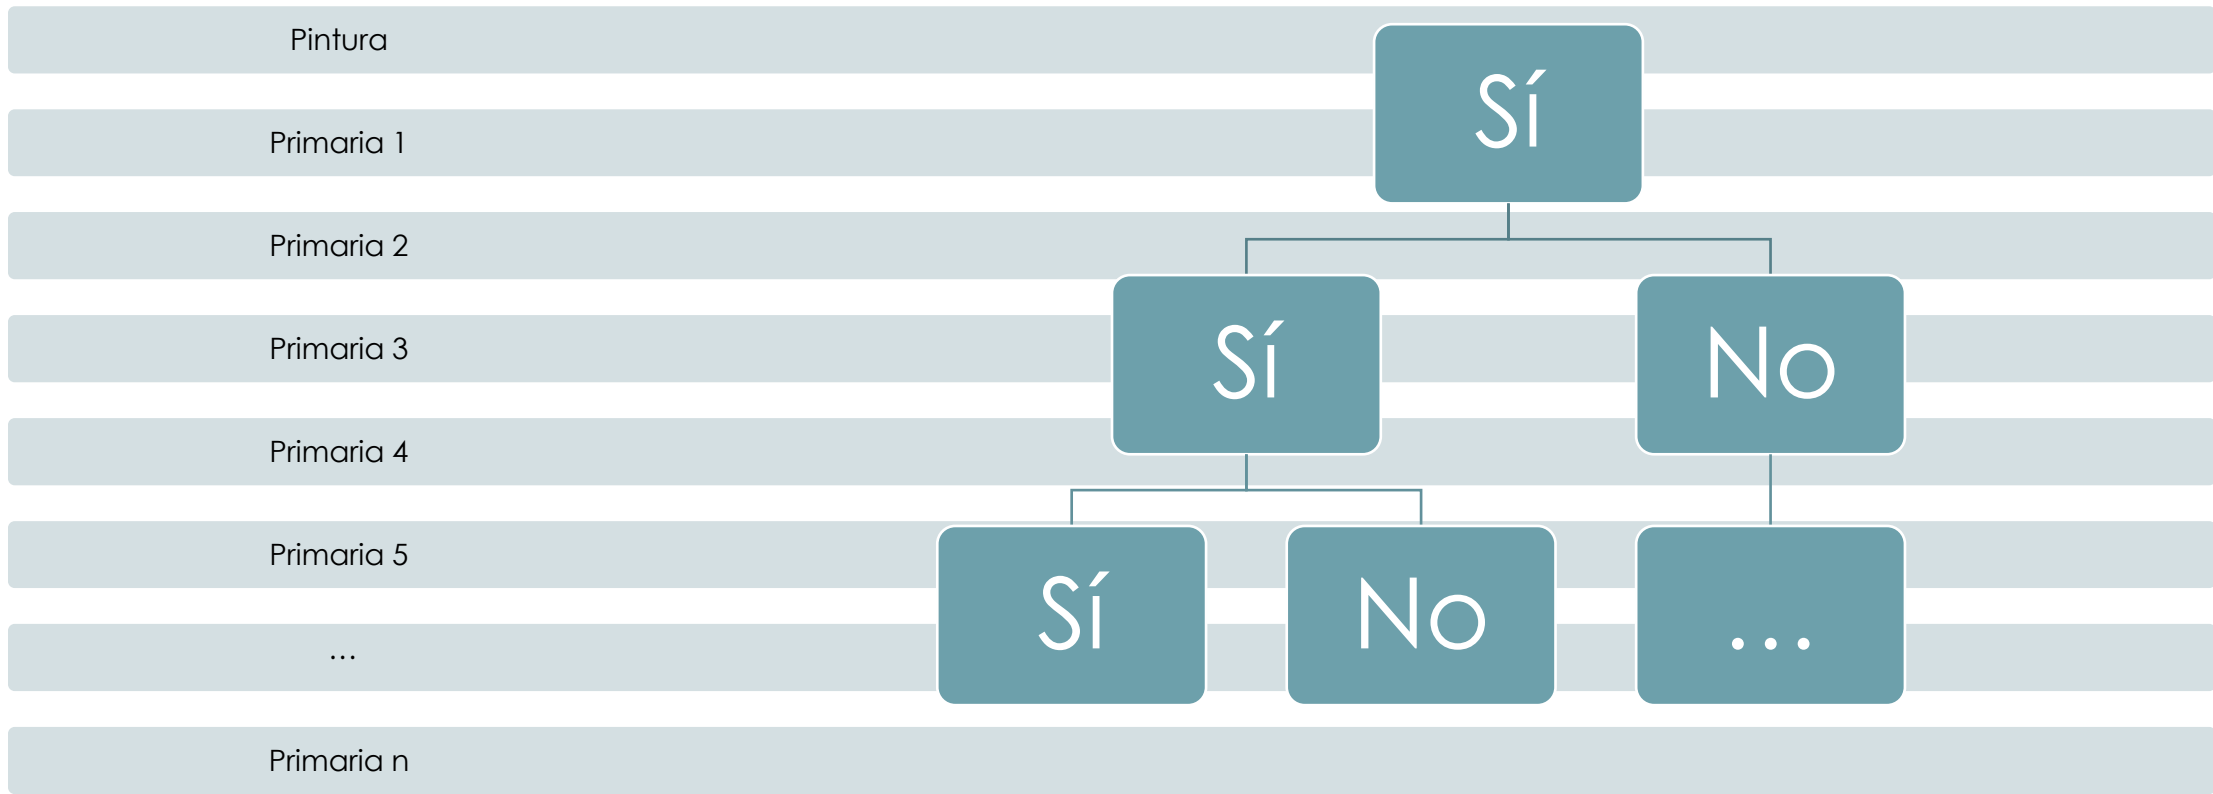 Pintura
Primaria 1
Primaria 2
Primaria 3
Primaria 4
Primaria 5
...
Primaria n
Sí
Sí
No
Sí
No
...